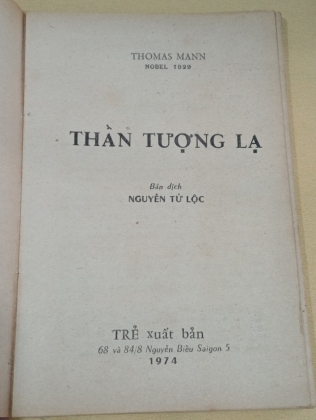 THOMAS MANN
NOBEL 1929
THẦN TƯỢNG LẠ
Bản dịch
NGUYỄN TỬ LỘC
TRẺ xuất bản
68 và 84/8 Nguyễn Biểu Saigon 5
1974